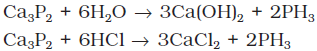 Ca₃P₂ + 6H₂O → 3Ca(OH)₂ + 2PH₃
Ca₃P₂ + 6HCl → 3CaCl₂ + 2PH₃